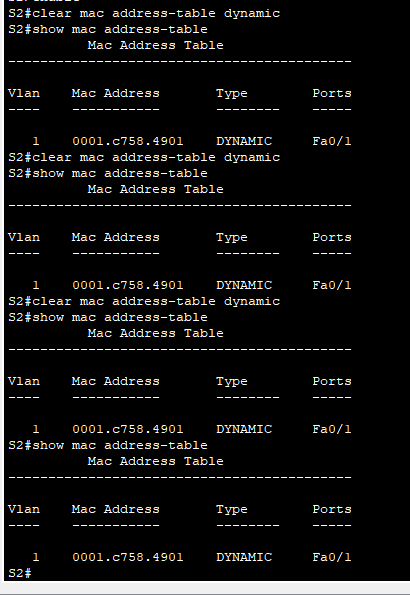 S2#clear mac address-table dynamic
S2#show mac address-table
Mac Address Table
-------------------------------------------
Vlan Mac Address Type Ports
---- ----------- -------- -----
1 0001.c758.4901 DYNAMIC Fa0/1
S2#clear mac address-table dynamic
S2#show mac address-table
Mac Address Table
-------------------------------------------
Vlan Mac Address Type Ports
---- ----------- -------- -----
1 0001.c758.4901 DYNAMIC Fa0/1
S2#clear mac address-table dynamic
S2#show mac address-table
Mac Address Table
-------------------------------------------
Vlan Mac Address Type Ports
---- ----------- -------- -----
1 0001.c758.4901 DYNAMIC Fa0/1
S2#show mac address-table
Mac Address Table
-------------------------------------------
Vlan Mac Address Type Ports
---- ----------- -------- -----
1 0001.c758.4901 DYNAMIC Fa0/1
S2#